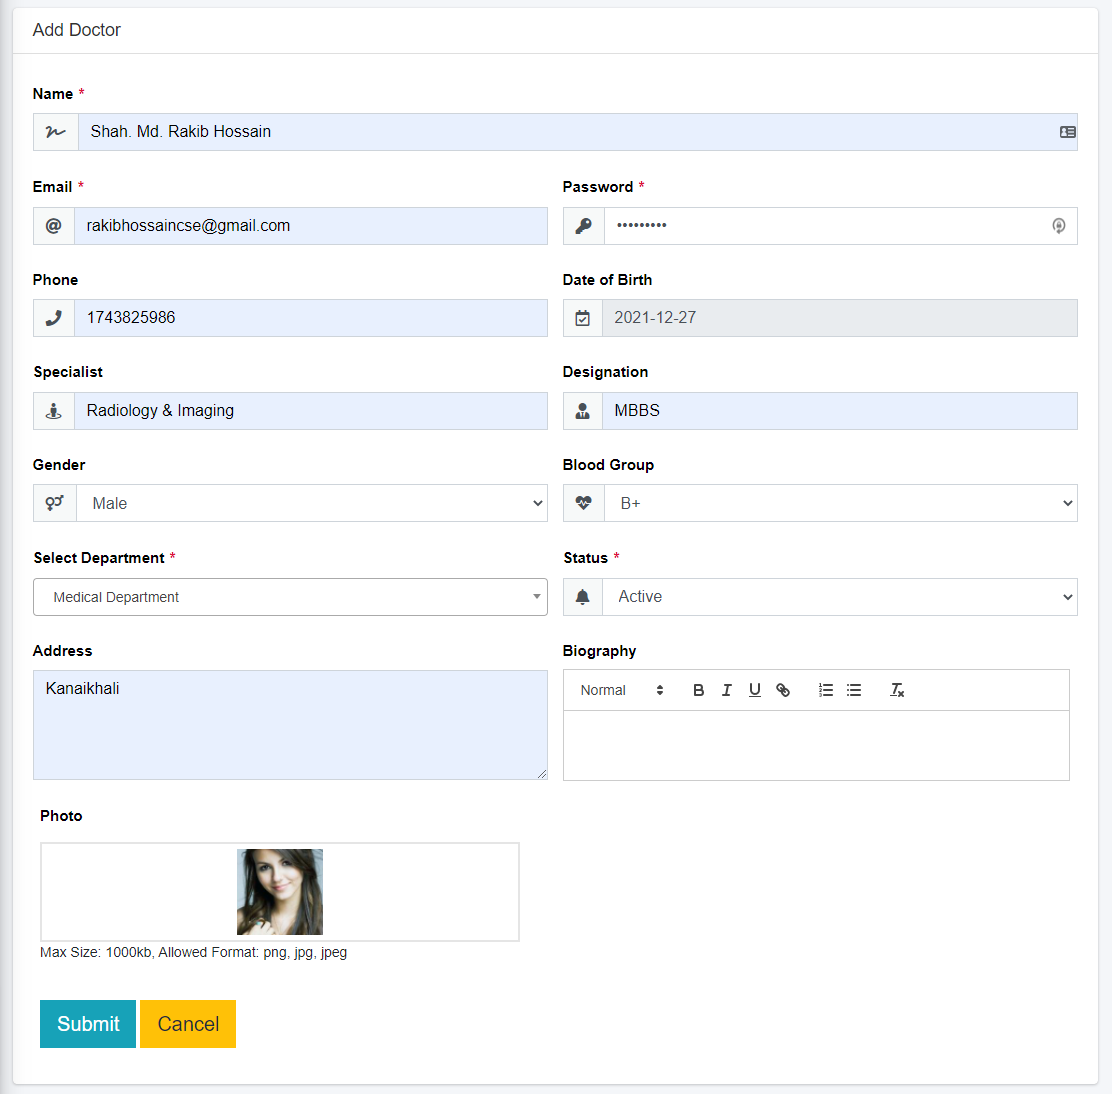 Add Doctor
Name *
Shah. Md. Rakib Hossain
Email *
Password *
@ rakibhossaincse@gmail.com
•••••••••
Phone
Date of Birth
1743825986
2021-12-27
Specialist
Designation
Radiology & Imaging
MBBS
Gender
Blood Group
Male
B+
Select Department *
Status *
Medical Department
Active
Address
Biography
Kanaikhali
Normal B I U
Photo
Max Size: 1000kb, Allowed Format: png, jpg, jpeg
Submit Cancel